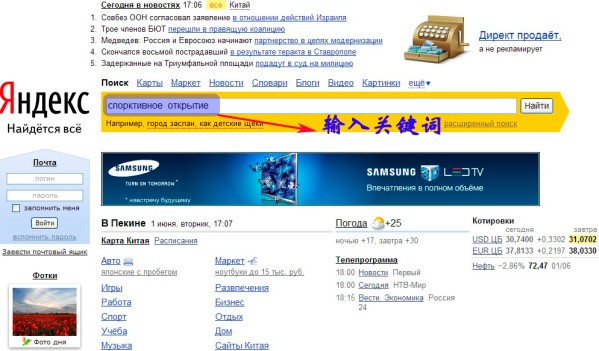 Сегодня в новостях 17:06 все Китай
1. Совбез ООН согласовал заявление в отношении действий Израиля
2. Трое членов БЮТ перешли в правящую коалицию
3. Медведев: Россия и Евросоюз начинают партнерство в целях модернизации
4. Скончался восьмой пострадавший в результате теракта в Ставрополе
5. Задержанные на Триумфальной площади подадут в суд на милицию
Директ продаёт,
а не рекламирует
Яндекс
Найдётся всё
Поиск Карты Маркет Новости Словари Блоги Видео Картинки ещё
спортивное открытие
Найти
Например, город заспан, как детские щёки
输入关键词
расширенный поиск
Почта
логин
пароль
запомнить меня
Войти
вспомнить пароль
Завести почтовый ящик
Фотки
Фото дня
SAMSUNG
TURN ON TOMORROW
* навстречу будущему
SAMSUNG LED TV
Впечатления в полном объёме
В Пекине 1 июня, вторник, 17:07
Карта Китая Расписания
Авто
японские с пробегом
Игры
Работа
Спорт
Учёба
Музыка
Маркет
ноутбуки до 15 тыс. руб.
Развлечения
Бизнес
Отдых
Дом
Сайты Китая
Погода +25
ночью +17, завтра +30
Телепрограмма
18:00 Новости Первый
18:00 Сегодня НТВ-Мир
18:15 Вести. Экономика Россия
24
Котировки
сегодня завтра
USD ЦБ 30,7400 +0,3302 31,0702
EUR ЦБ 37,8133 +0,2197 38,0330
Нефть −2,86% 72,47 01/06